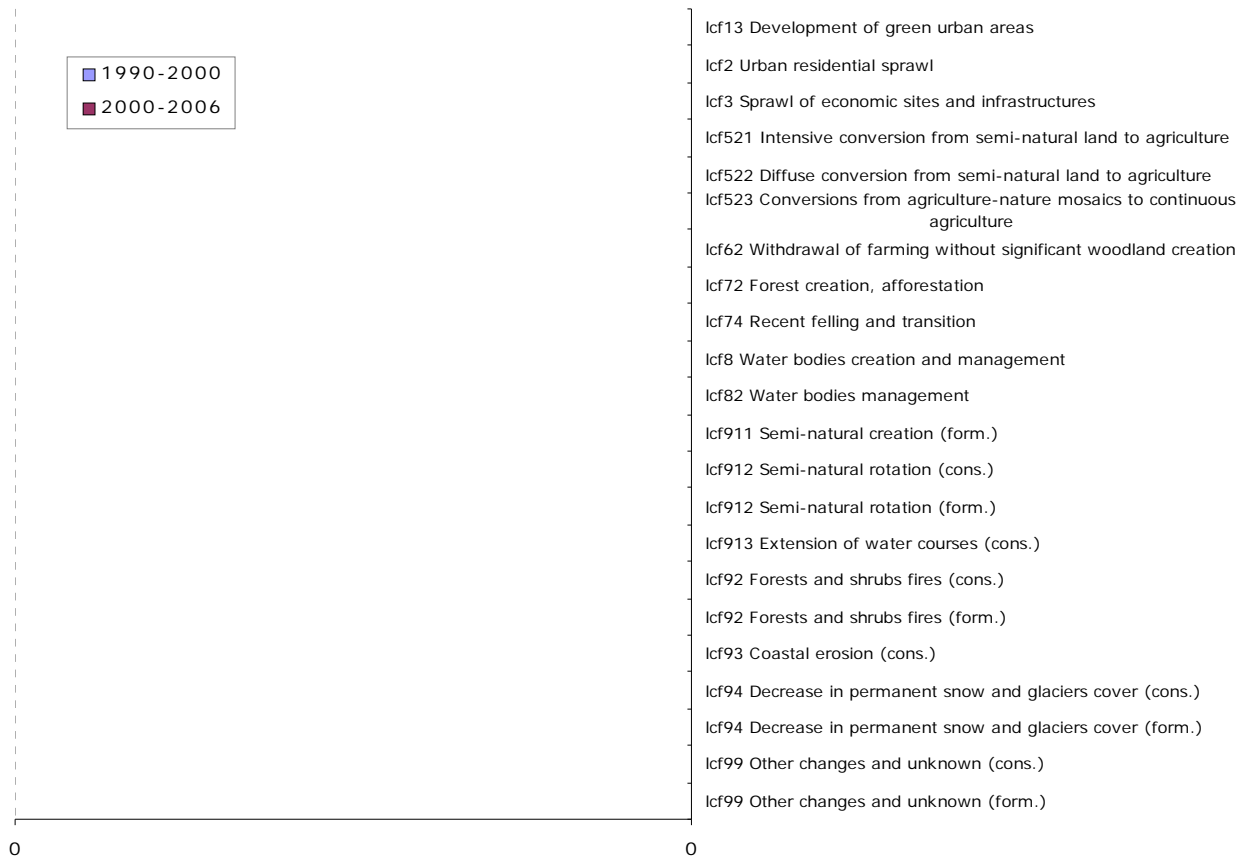 1990-2000
2000-2006
lcf13 Development of green urban areas
lcf2 Urban residential sprawl
lcf3 Sprawl of economic sites and infrastructures
lcf521 Intensive conversion from semi-natural land to agriculture
lcf522 Diffuse conversion from semi-natural land to agriculture
lcf523 Conversions from agriculture-nature mosaics to continuous
agriculture
lcf62 Withdrawal of farming without significant woodland creation
lcf72 Forest creation, afforestation
lcf74 Recent felling and transition
lcf8 Water bodies creation and management
lcf82 Water bodies management
lcf911 Semi-natural creation (form.)
lcf912 Semi-natural rotation (cons.)
lcf912 Semi-natural rotation (form.)
lcf913 Extension of water courses (cons.)
lcf92 Forests and shrubs fires (cons.)
lcf92 Forests and shrubs fires (form.)
lcf93 Coastal erosion (cons.)
lcf94 Decrease in permanent snow and glaciers cover (cons.)
lcf94 Decrease in permanent snow and glaciers cover (form.)
lcf99 Other changes and unknown (cons.)
lcf99 Other changes and unknown (form.)
0 0